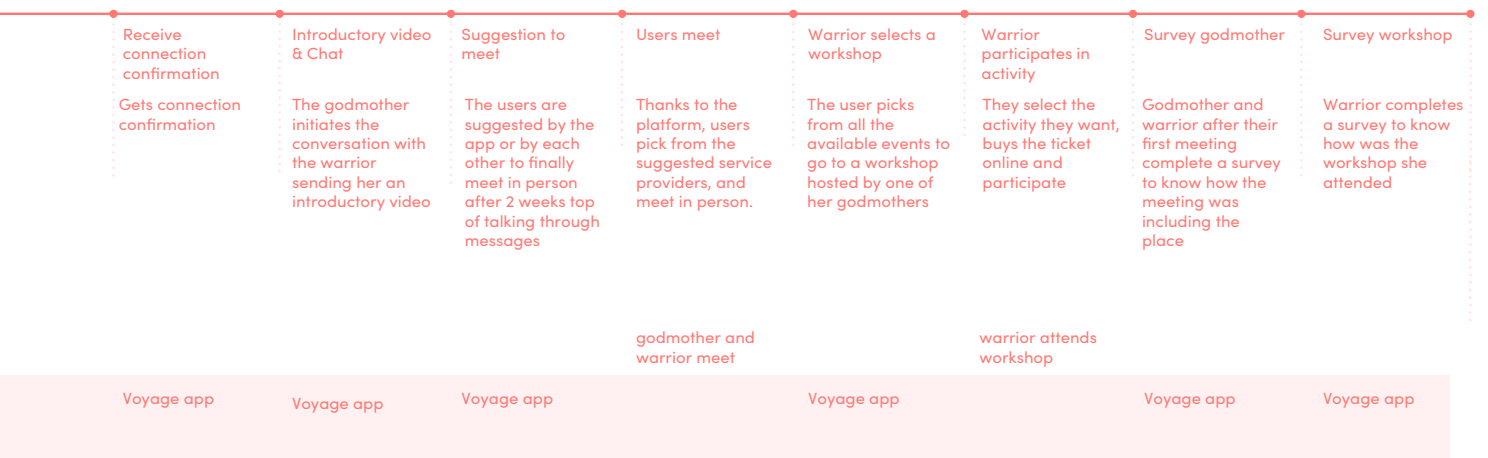 Receive
connection
confirmation
Gets connection
confirmation
Introductory video
& Chat
The godmother
initiates the
conversation with
the warrior
sending her an
introductory video
Suggestion to
meet
The users are
suggested by the
app or by each
other to finally
meet in person
after 2 weeks top
of talking through
messages
Users meet
Thanks to the
platform, users
pick from the
suggested service
providers, and
meet in person.
Warrior selects a
workshop
The user picks
from all the
available events to
go to a workshop
hosted by one of
her godmothers
Warrior
participates in
activity
They select the
activity they want,
buys the ticket
online and
participate
Survey godmother
Godmother and
warrior after their
first meeting
complete a survey
to know how the
meeting was
including the
place
Survey workshop
Warrior completes
a survey to know
how was the
workshop she
attended
godmother and
warrior meet
warrior attends
workshop
Voyage app
Voyage app
Voyage app
Voyage app
Voyage app
Voyage app